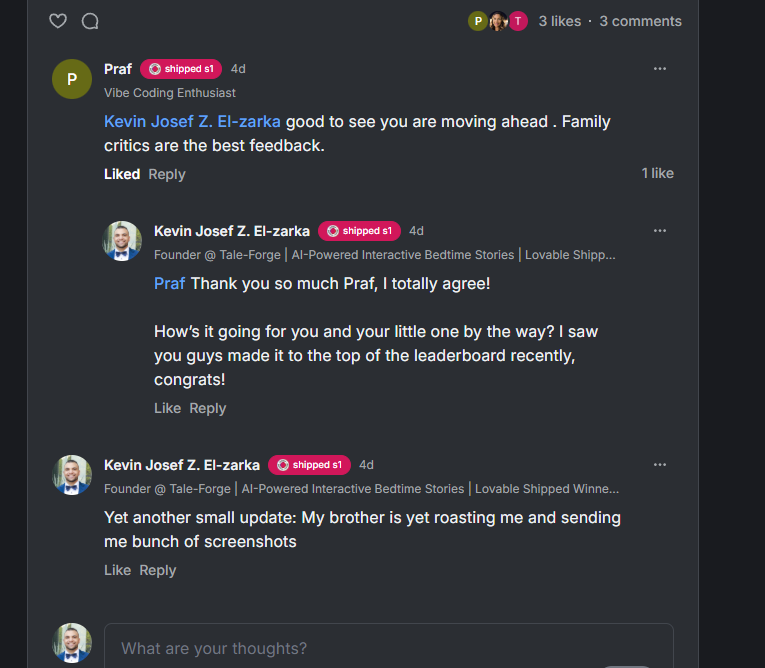 P T 3 likes · 3 comments
P
Praf shipped s1 4d
Vibe Coding Enthusiast
Kevin Josef Z. El-zarka good to see you are moving ahead . Family
critics are the best feedback.
Liked Reply 1 like
Kevin Josef Z. El-zarka shipped s1 4d
Founder @ Tale-Forge | AI-Powered Interactive Bedtime Stories | Lovable Shipp...
Praf Thank you so much Praf, I totally agree!
How’s it going for you and your little one by the way? I saw
you guys made it to the top of the leaderboard recently,
congrats!
Like Reply
Kevin Josef Z. El-zarka shipped s1 4d
Founder @ Tale-Forge | AI-Powered Interactive Bedtime Stories | Lovable Shipped Winne...
Yet another small update: My brother is yet roasting me and sending
me bunch of screenshots
Like Reply
What are your thoughts?